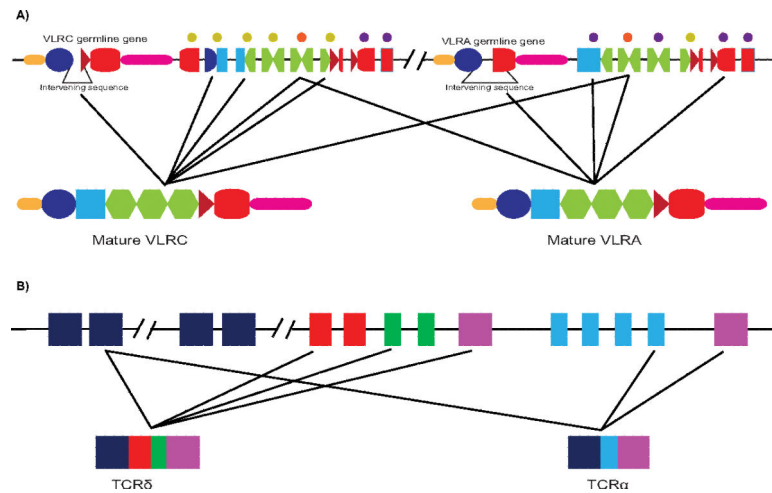 A)
VLRC germline gene
VLRA germline gene
Intervening sequence
Intervening sequence
Mature VLRC
Mature VLRA
B)
TCRδ
TCRα